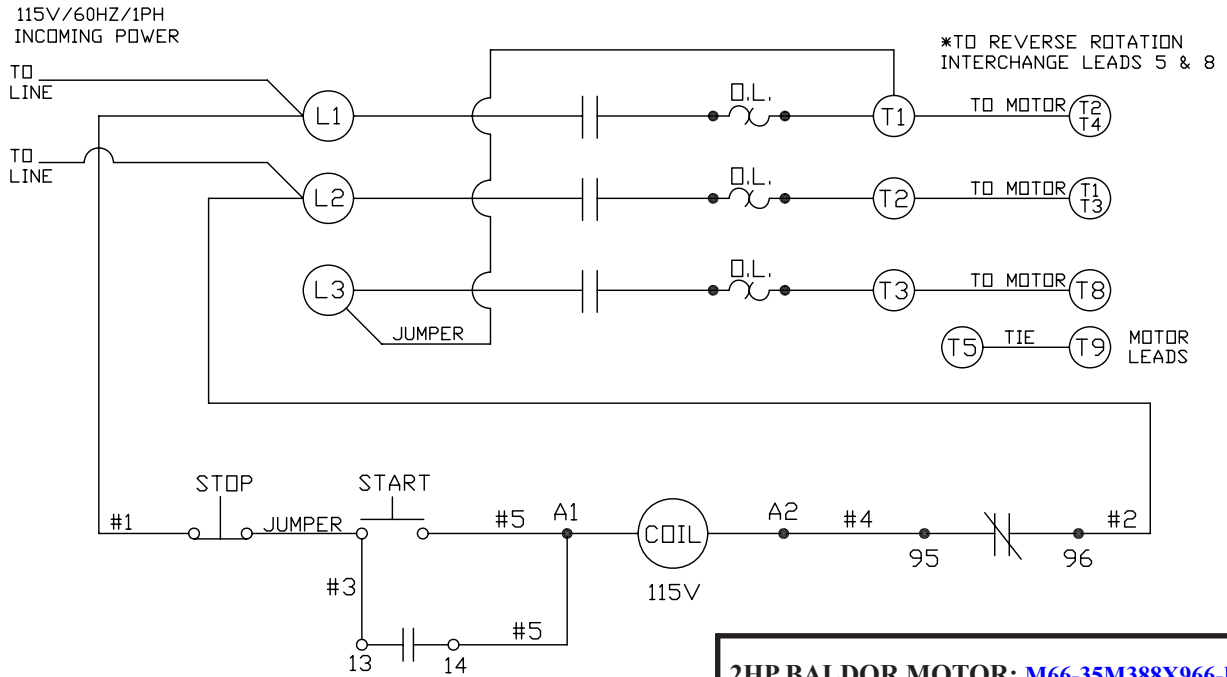 115V/60HZ/1PH
INCOMING POWER
*TO REVERSE ROTATION
INTERCHANGE LEADS 5 & 8
TO
LINE
L1
O.L.
T1
TO MOTOR
T2
T4
TO
LINE
L2
O.L.
T2
TO MOTOR
T1
T3
L3
O.L.
T3
TO MOTOR
T8
JUMPER
T5
TIE
T9
MOTOR
LEADS
STOP
START
#1
JUMPER
#5
A1
COIL
A2
#4
#2
95
96
115V
#3
#5
13
14
2HP BALDOR MOTOR: M66-35M388X966-